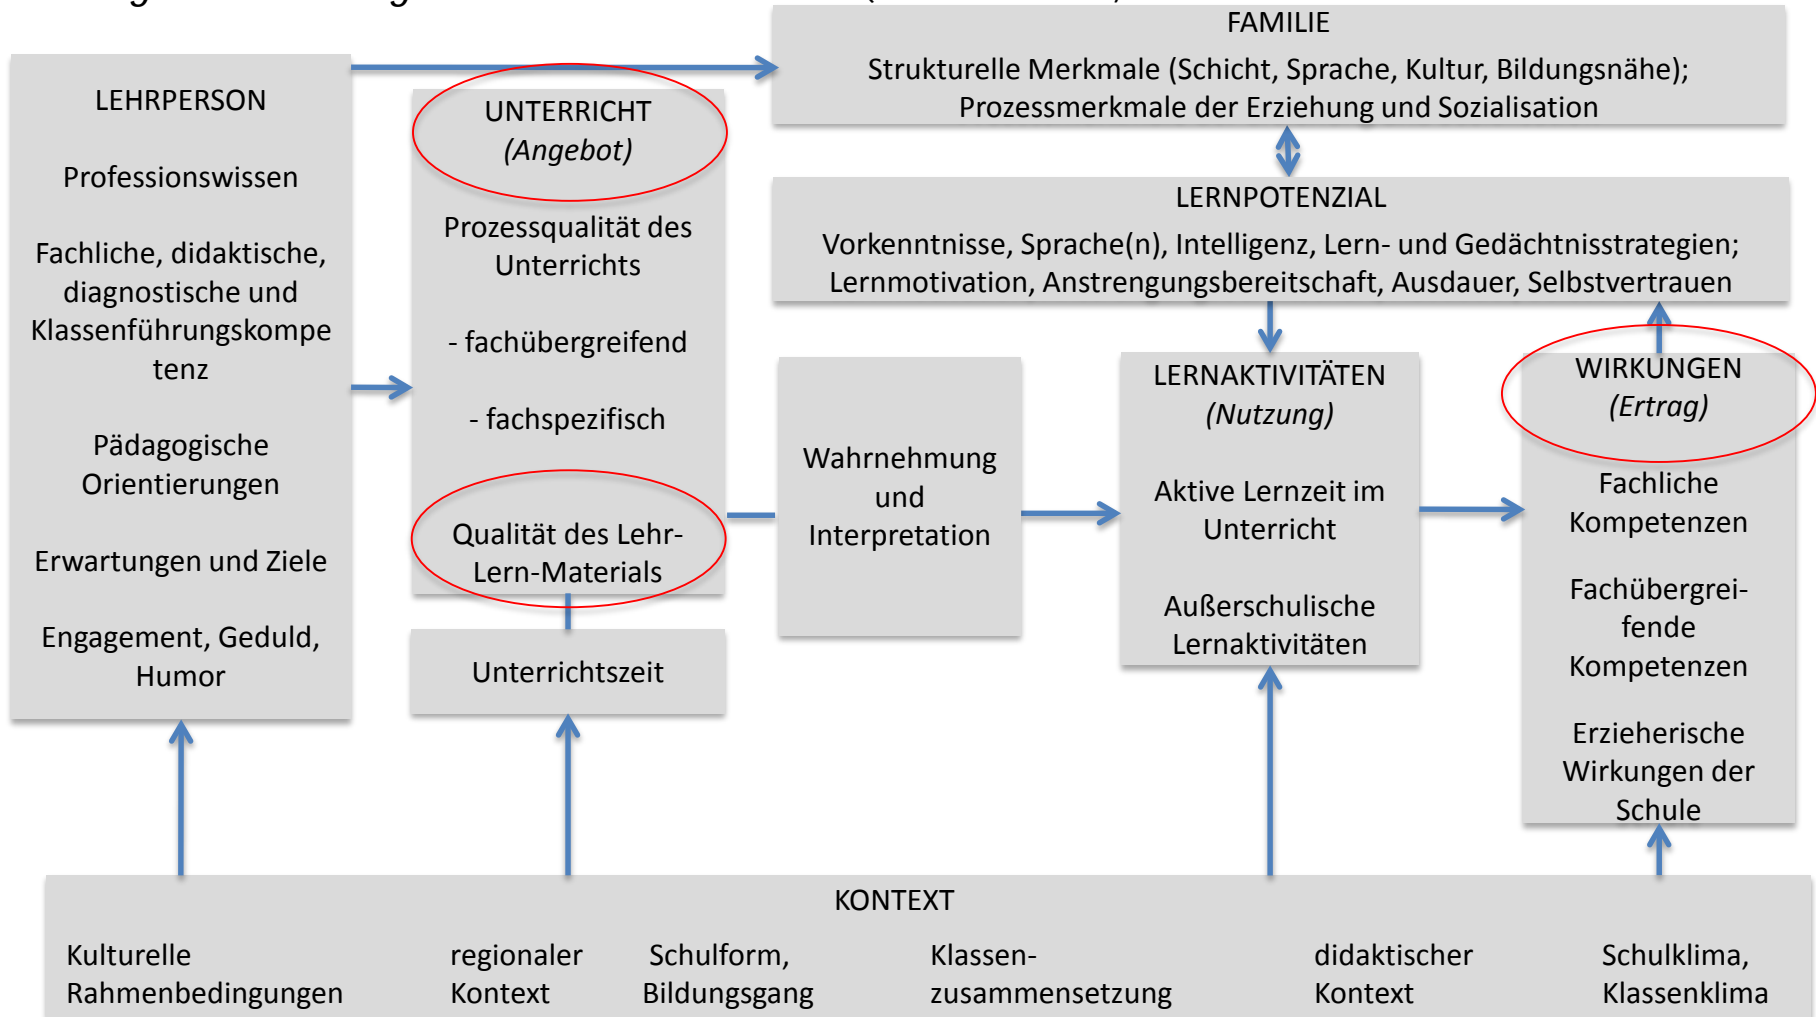 FAMILIE
Strukturelle Merkmale (Schicht, Sprache, Kultur, Bildungsnähe);
Prozessmerkmale der Erziehung und Sozialisation
LEHRPERSON
Professionswissen
Fachliche, didaktische,
diagnostische und
Klassenführungskompe
tenz
Pädagogische
Orientierungen
Erwartungen und Ziele
Engagement, Geduld,
Humor
UNTERRICHT
(Angebot)
Prozessqualität des
Unterrichts
- fachübergreifend
- fachspezifisch
Qualität des Lehr-
Lern-Materials
Unterrichtszeit
LERNPOTENZIAL
Vorkenntnisse, Sprache(n), Intelligenz, Lern- und Gedächtnisstrategien;
Lernmotivation, Anstrengungsbereitschaft, Ausdauer, Selbstvertrauen
Wahrnehmung
und
Interpretation
LERNAKTIVITÄTEN
(Nutzung)
Aktive Lernzeit im
Unterricht
Außerschulische
Lernaktivitäten
WIRKUNGEN
(Ertrag)
Fachliche
Kompetenzen
Fachübergrei-
fende
Kompetenzen
Erzieherische
Wirkungen der
Schule
KONTEXT
Kulturelle
Rahmenbedingungen
regionaler
Kontext
Schulform,
Bildungsgang
Klassen-
zusammensetzung
didaktischer
Kontext
Schulklima,
Klassenklima